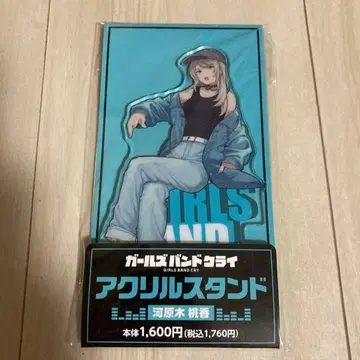 IRLS
AND
ガールズバンドクライ
GIRLS BAND CRY
アクリルスタンド
河原木 桃香
本体1,600円(税込1,760円)